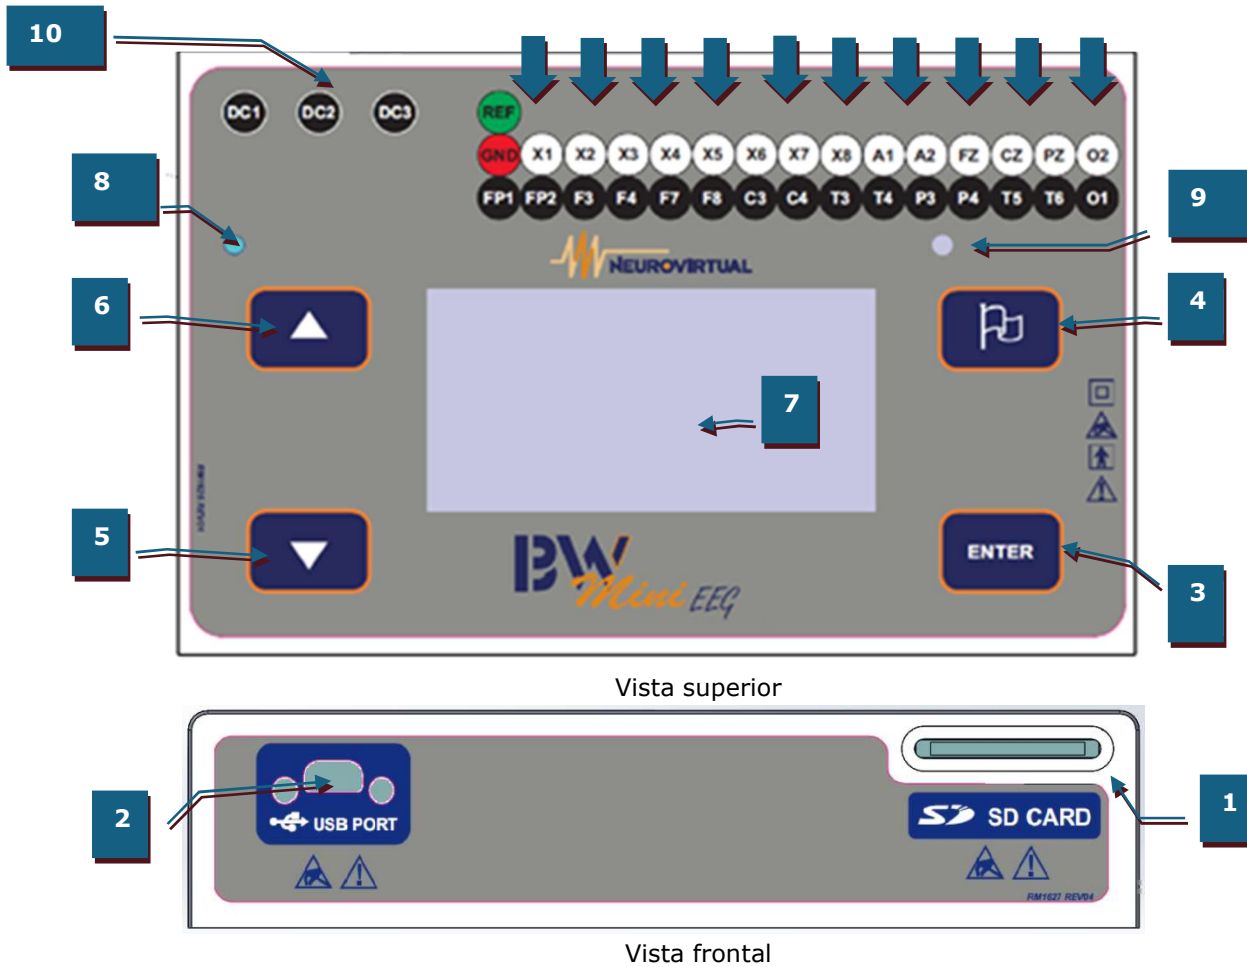 10
DC1 DC2 DC3 REF
GND X1 X2 X3 X4 X5 X6 X7 X8 A1 A2 FZ CZ PZ O2
FP1 FP2 F3 F4 F7 F8 C3 C4 T3 T4 P3 P4 T5 T6 O1
8
9
NEUROVIRTUAL
6
4
7
5
ENTER
3
BW Mini EEG
Vista superior
2
USB PORT
SD CARD
1
RM1627 REV04
Vista frontal